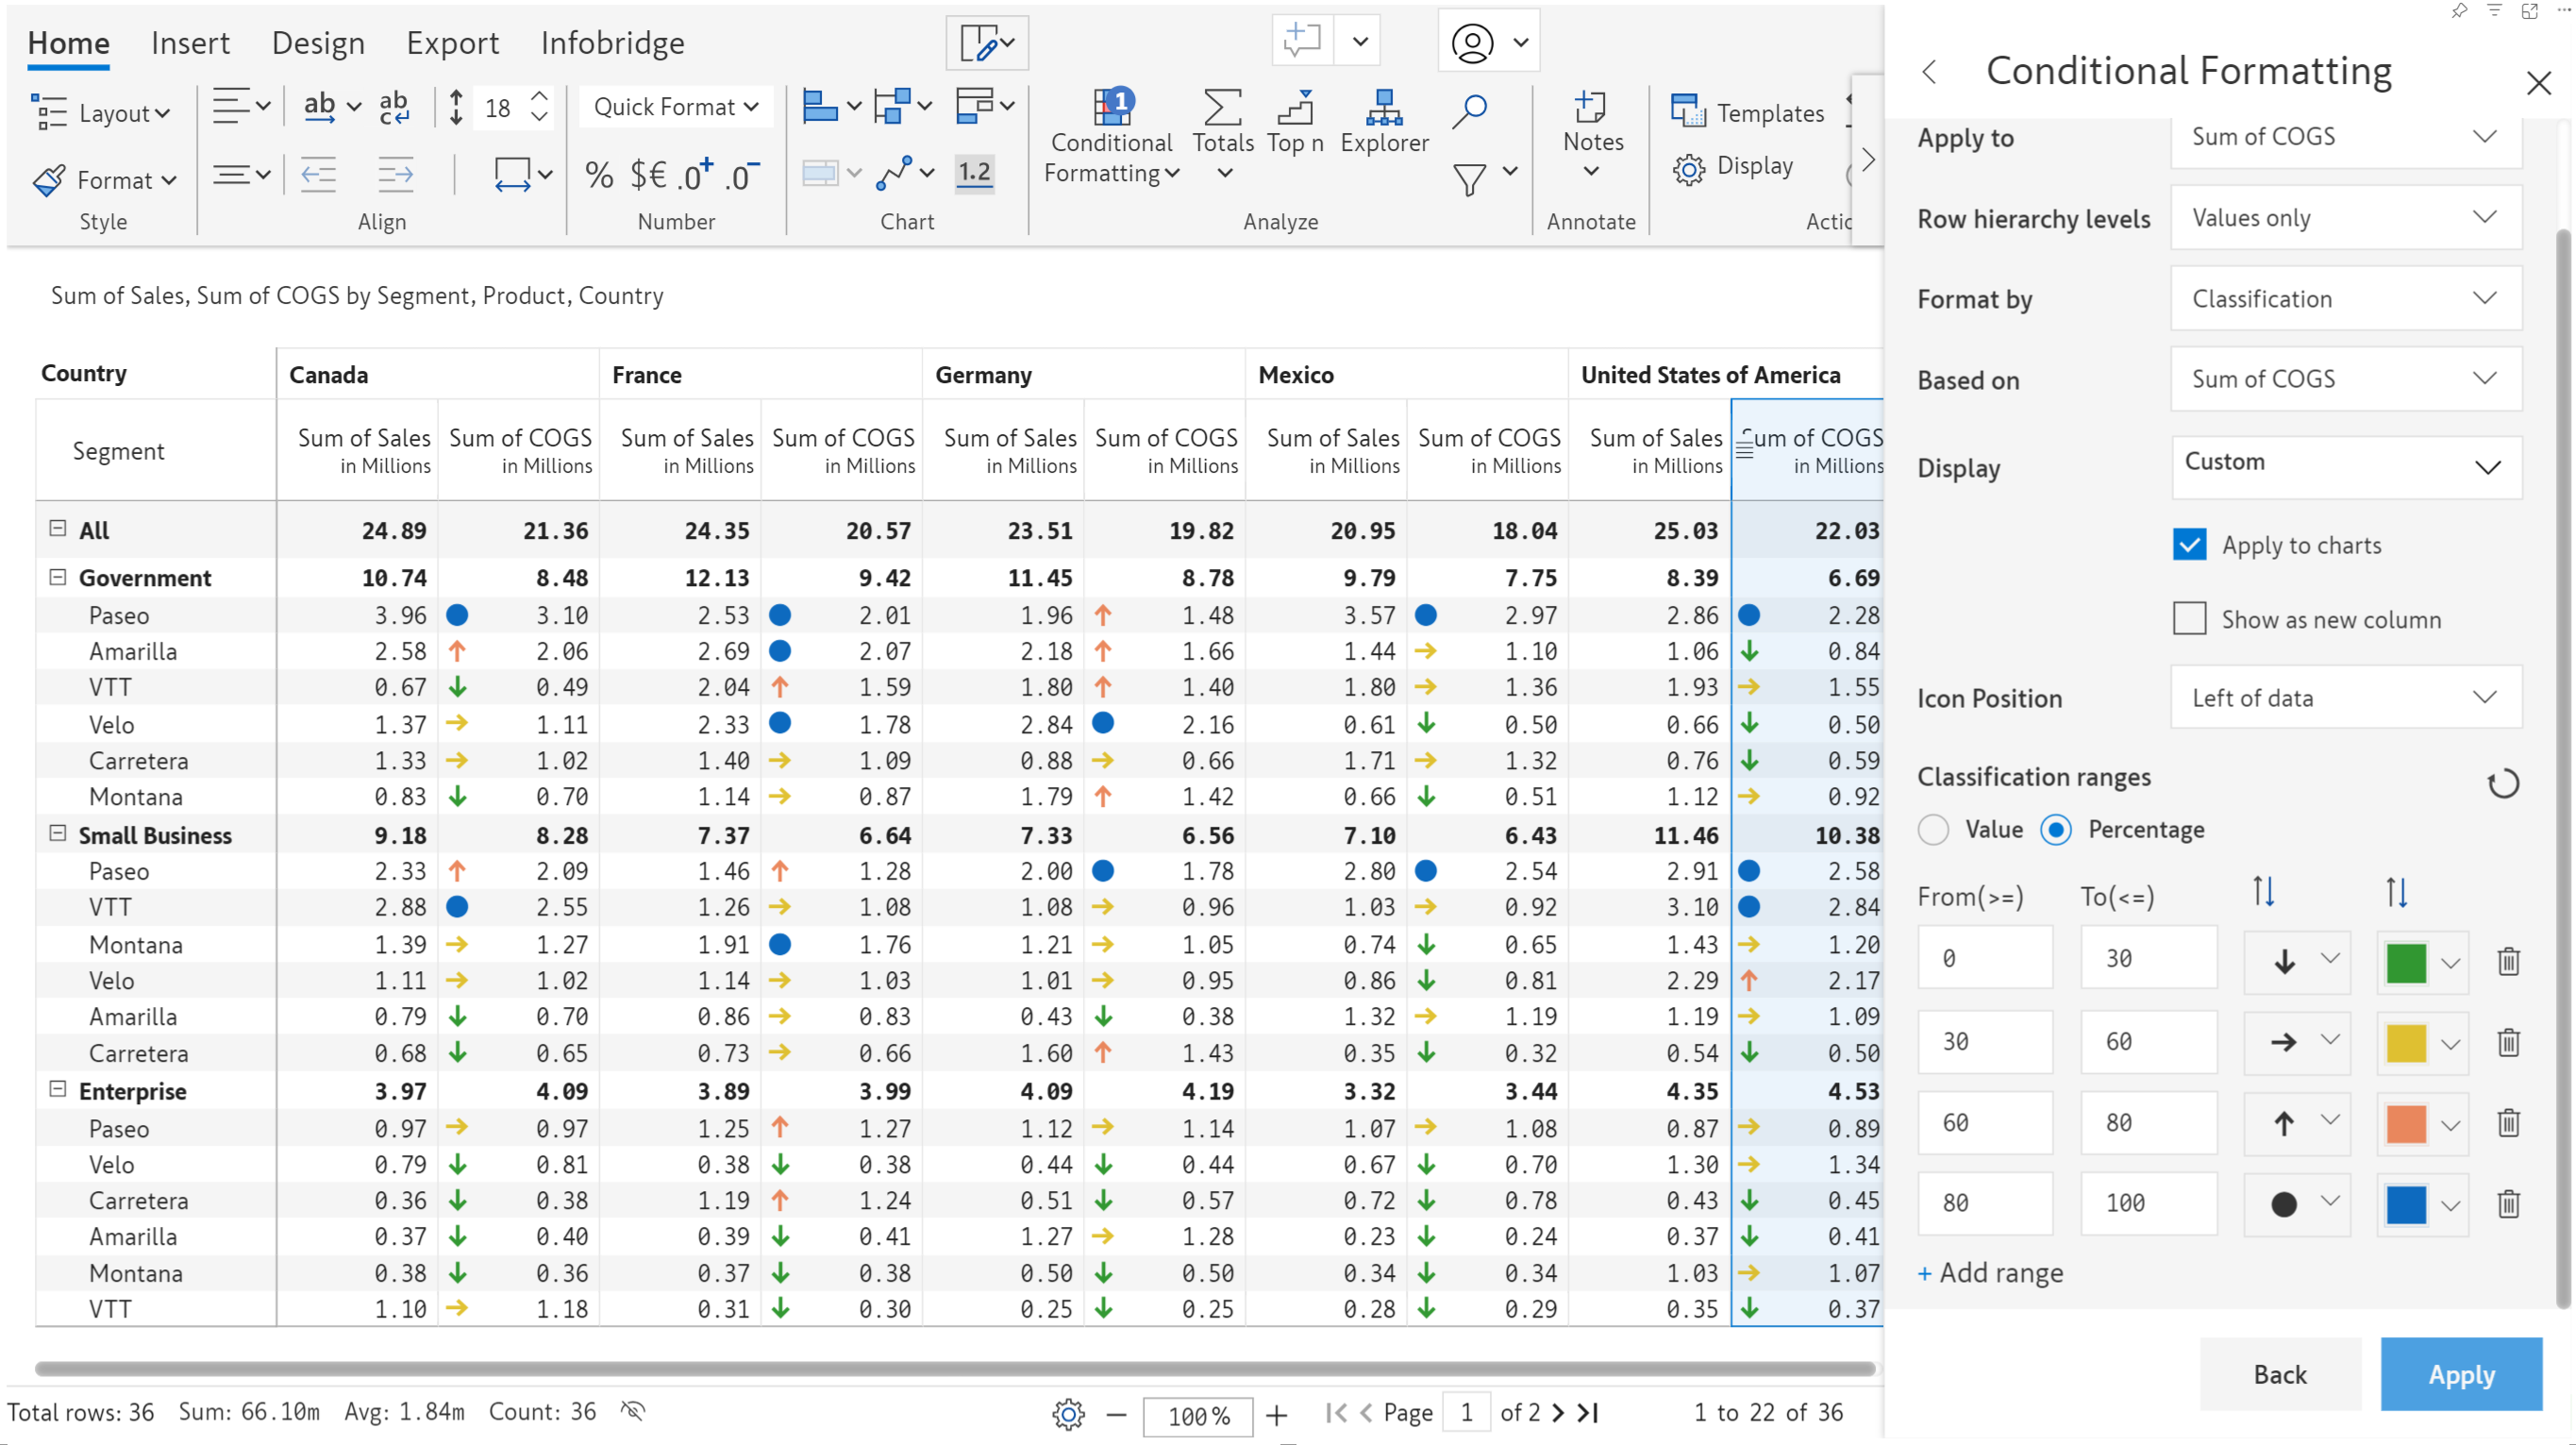 Home Insert Design Export Infobridge
Layout
ab
ab
c
18
Quick Format
1
Conditional
Formatting
Totals
Top n
Explorer
Notes
Templates
Format
% $€ .0+ .0-
1.2
Display
Style Align Number Chart Analyze Annotate Actic
Sum of Sales, Sum of COGS by Segment, Product, Country
Country Canada France Germany Mexico United States of America
Segment Sum of Sales Sum of COGS Sum of Sales Sum of COGS Sum of Sales Sum of COGS Sum of Sales Sum of COGS Sum of Sales Sum of COGS
in Millions in Millions in Millions in Millions in Millions in Millions in Millions in Millions in Millions in Millions
All 24.89 21.36 24.35 20.57 23.51 19.82 20.95 18.04 25.03 22.03
Government 10.74 8.48 12.13 9.42 11.45 8.78 9.79 7.75 8.39 6.69
Paseo 3.96 3.10 2.53 2.01 1.96 1.48 3.57 2.97 2.86 2.28
Amarilla 2.58 2.06 2.69 2.07 2.18 1.66 1.44 1.10 1.06 0.84
VTT 0.67 0.49 2.04 1.59 1.80 1.40 1.80 1.36 1.93 1.55
Velo 1.37 1.11 2.33 1.78 2.84 2.16 0.61 0.50 0.66 0.50
Carretera 1.33 1.02 1.40 1.09 0.88 0.66 1.71 1.32 0.76 0.59
Montana 0.83 0.70 1.14 0.87 1.79 1.42 0.66 0.51 1.12 0.92
Small Business 9.18 8.28 7.37 6.64 7.33 6.56 7.10 6.43 11.46 10.38
Paseo 2.33 2.09 1.46 1.28 2.00 1.78 2.80 2.54 2.91 2.58
VTT 2.88 2.55 1.26 1.08 1.08 0.96 1.03 0.92 3.10 2.84
Montana 1.39 1.27 1.91 1.76 1.21 1.05 0.74 0.65 1.43 1.20
Velo 1.11 1.02 1.14 1.03 1.01 0.95 0.86 0.81 2.29 2.17
Amarilla 0.79 0.70 0.86 0.83 0.43 0.38 1.32 1.19 1.19 1.09
Carretera 0.68 0.65 0.73 0.66 1.60 1.43 0.35 0.32 0.54 0.50
Enterprise 3.97 4.09 3.89 3.99 4.09 4.19 3.32 3.44 4.35 4.53
Paseo 0.97 0.97 1.25 1.27 1.12 1.14 1.07 1.08 0.87 0.89
Velo 0.79 0.81 0.38 0.38 0.44 0.44 0.67 0.70 1.30 1.34
Carretera 0.36 0.38 1.19 1.24 0.51 0.57 0.72 0.78 0.43 0.45
Amarilla 0.37 0.40 0.39 0.41 1.27 1.28 0.23 0.24 0.37 0.41
Montana 0.38 0.36 0.37 0.38 0.50 0.50 0.34 0.34 1.03 1.07
VTT 1.10 1.18 0.31 0.30 0.25 0.25 0.28 0.29 0.35 0.37
Total rows: 36 Sum: 66.10m Avg: 1.84m Count: 36
100%
Page 1 of 2
1 to 22 of 36
Conditional Formatting
Apply to Sum of COGS
Row hierarchy levels Values only
Format by Classification
Based on Sum of COGS
Display Custom
Apply to charts
Show as new column
Icon Position Left of data
Classification ranges
Value Percentage
From(>=) To(<=)
0 30
30 60
60 80
80 100
+ Add range
Back Apply